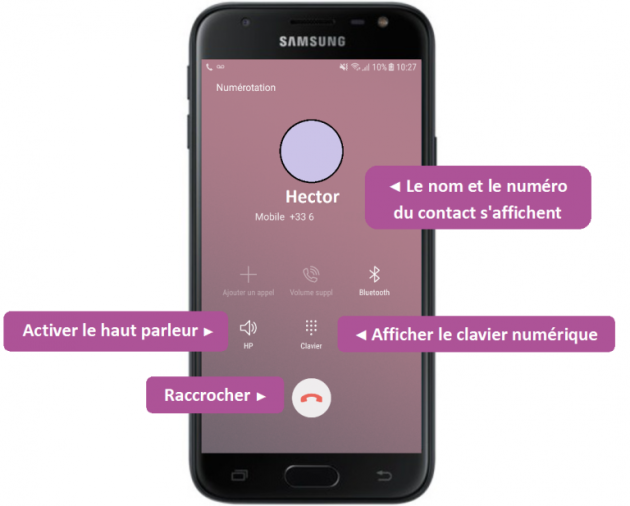 SAMSUNG
10% 10:27
Numérotation
Hector
Mobile +33 6
◄ Le nom et le numéro
du contact s'affichent
Ajouter un appel Volume suppl Bluetooth
Activer le haut parleur ►
HP Clavier
◄ Afficher le clavier numérique
Raccrocher ►